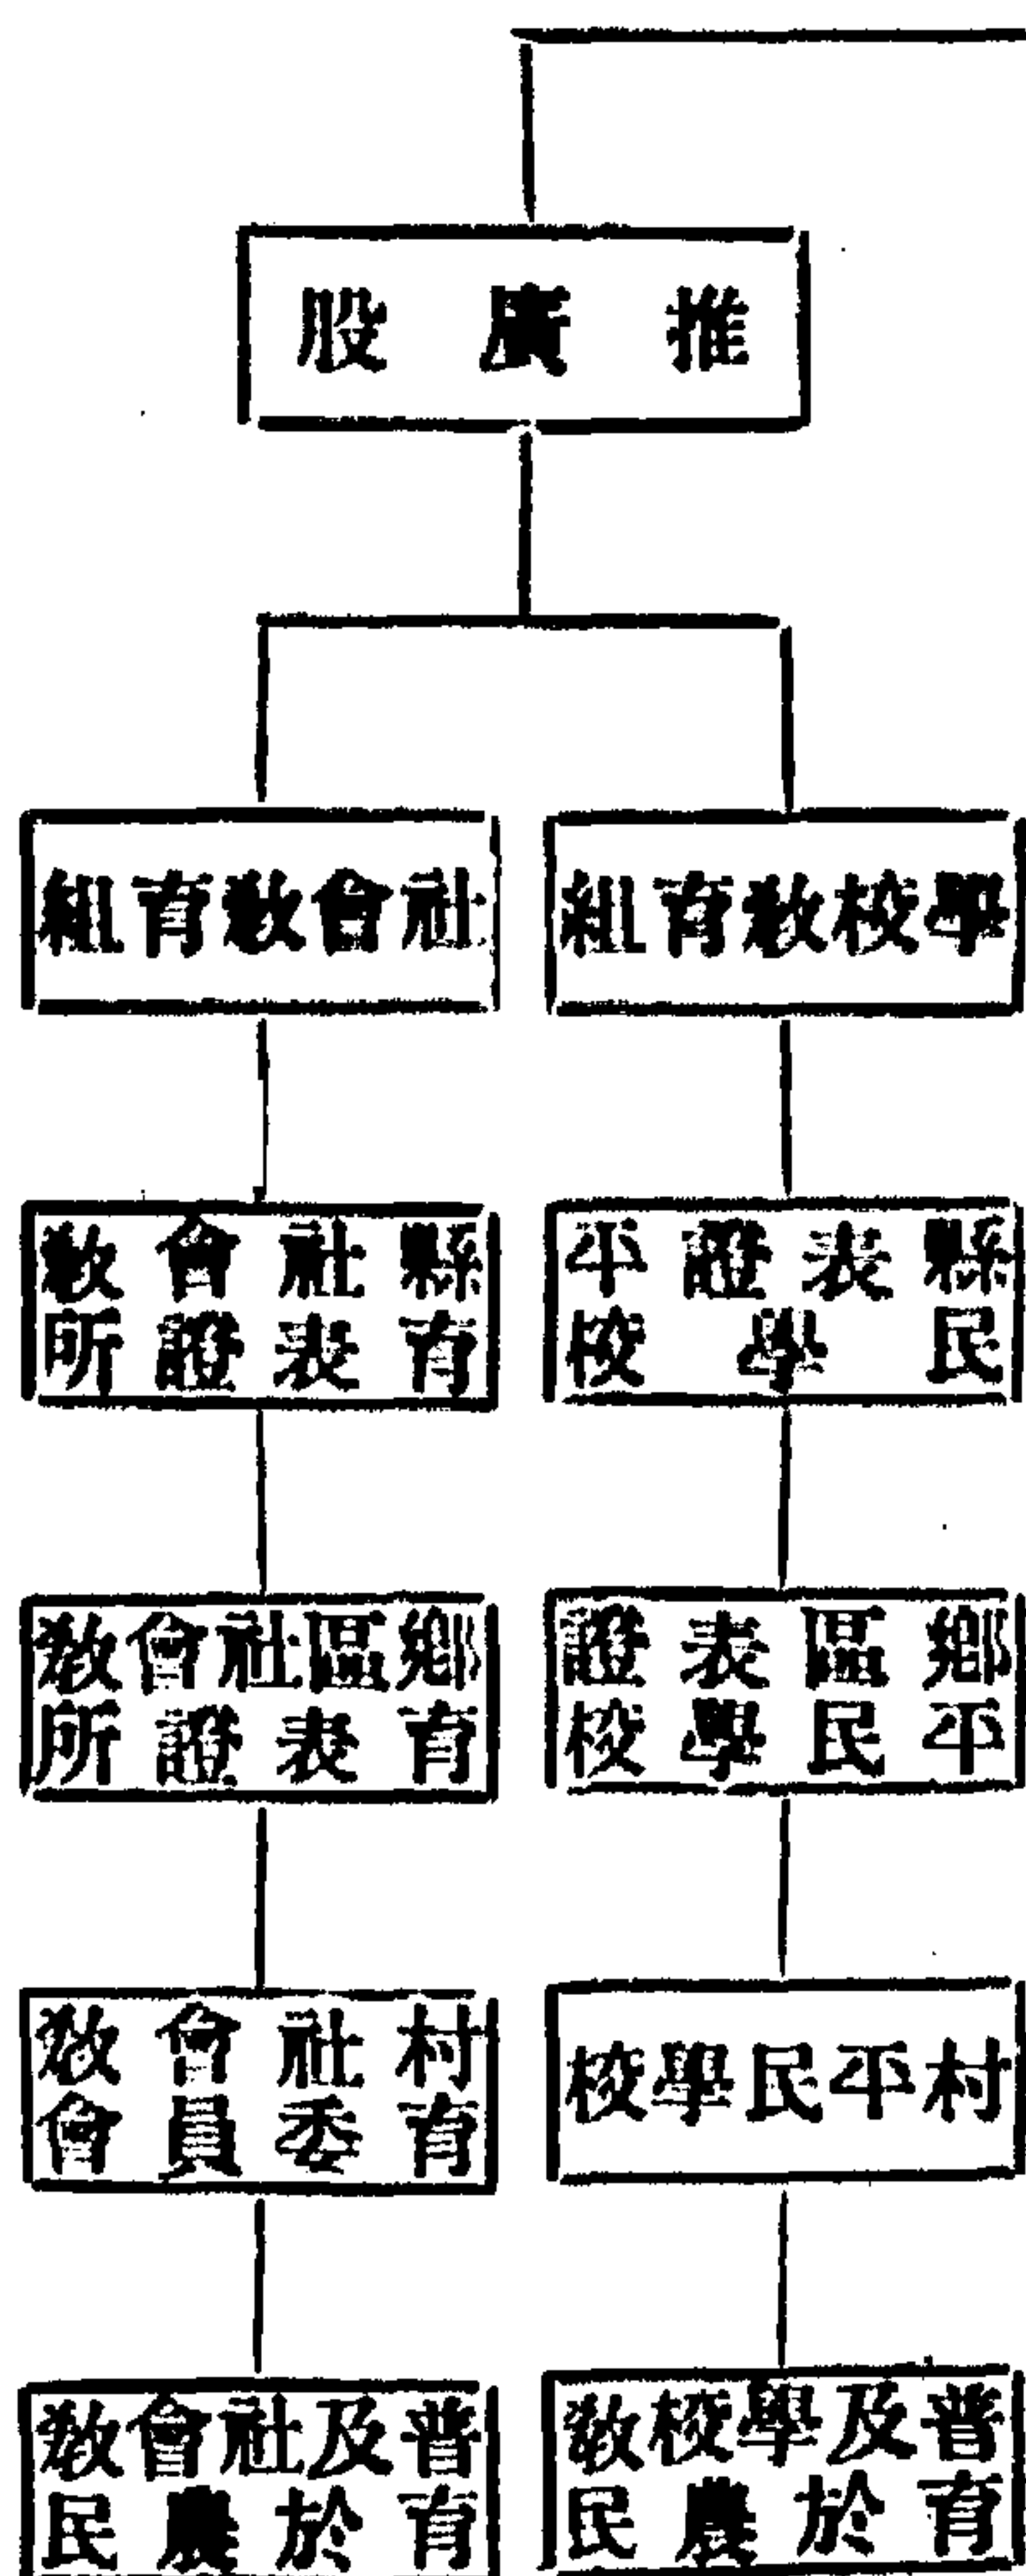 推廣股
學校教育組
社會教育組
縣表證平
民學校
縣社會教
育表證所
鄉區表證
平民學校
鄉區社會教
育表證所
村平民學校
村社會教
育委員會
普及學校教
育於農民
普及社會教
育於農民